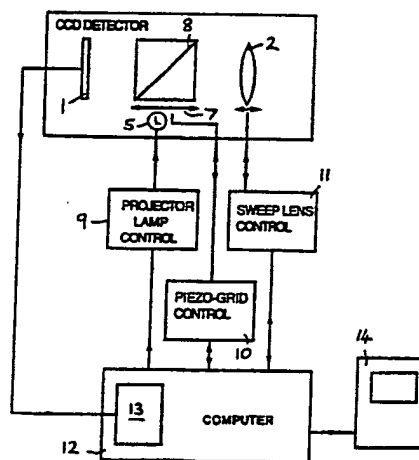 CCD DETECTOR
8
2
1
5
L
7
11
9
PROJECTOR
LAMP
CONTROL
SWEEP LENS
CONTROL
PIEZO-GRID
CONTROL
10
14
13
COMPUTER
12